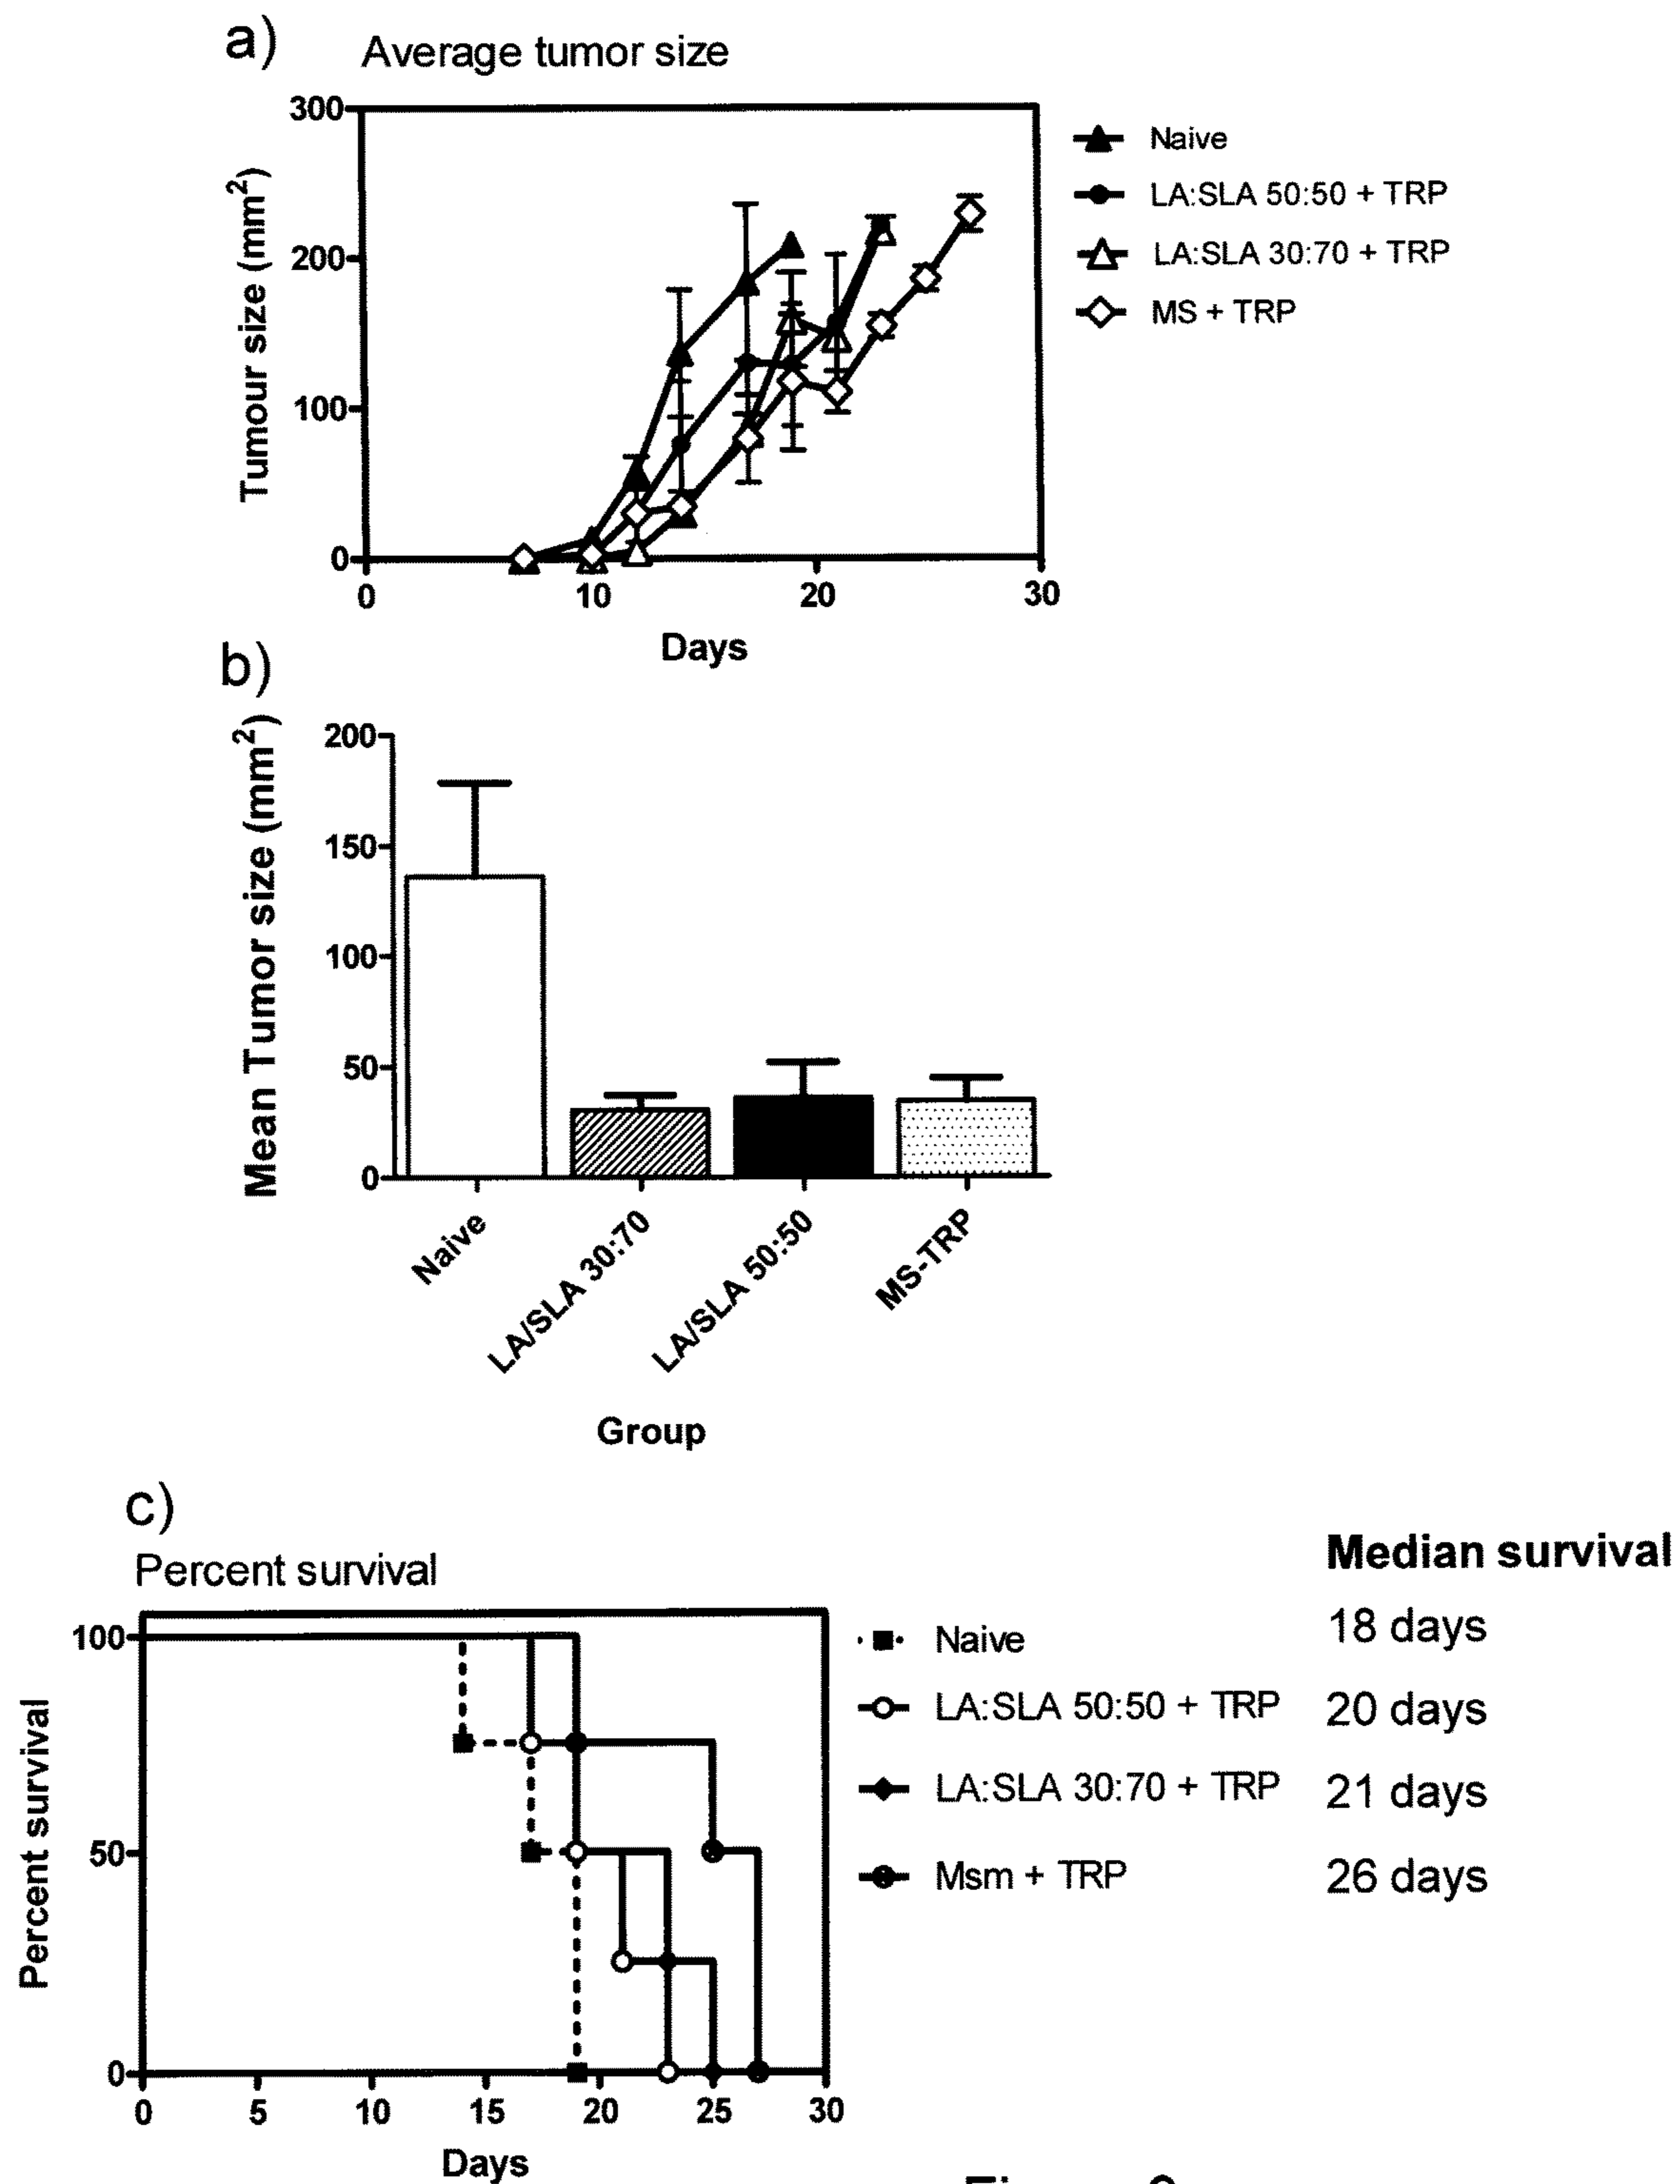 a)
Average tumor size
300
200
100
0
Tumour size (mm2)
0 10 20 30
Days
Naive
LA:SLA 50:50 + TRP
LA:SLA 30:70 + TRP
MS + TRP
b)
200
150
100
50
0
Mean Tumor size (mm2)
Naive
LA/SLA 30:70
LA/SLA 50:50
MS-TRP
Group
c)
Percent survival
100
50
0
Percent survival
0 5 10 15 20 25 30
Days
Median survival
Naive 18 days
LA:SLA 50:50 + TRP 20 days
LA:SLA 30:70 + TRP 21 days
Msm + TRP 26 days